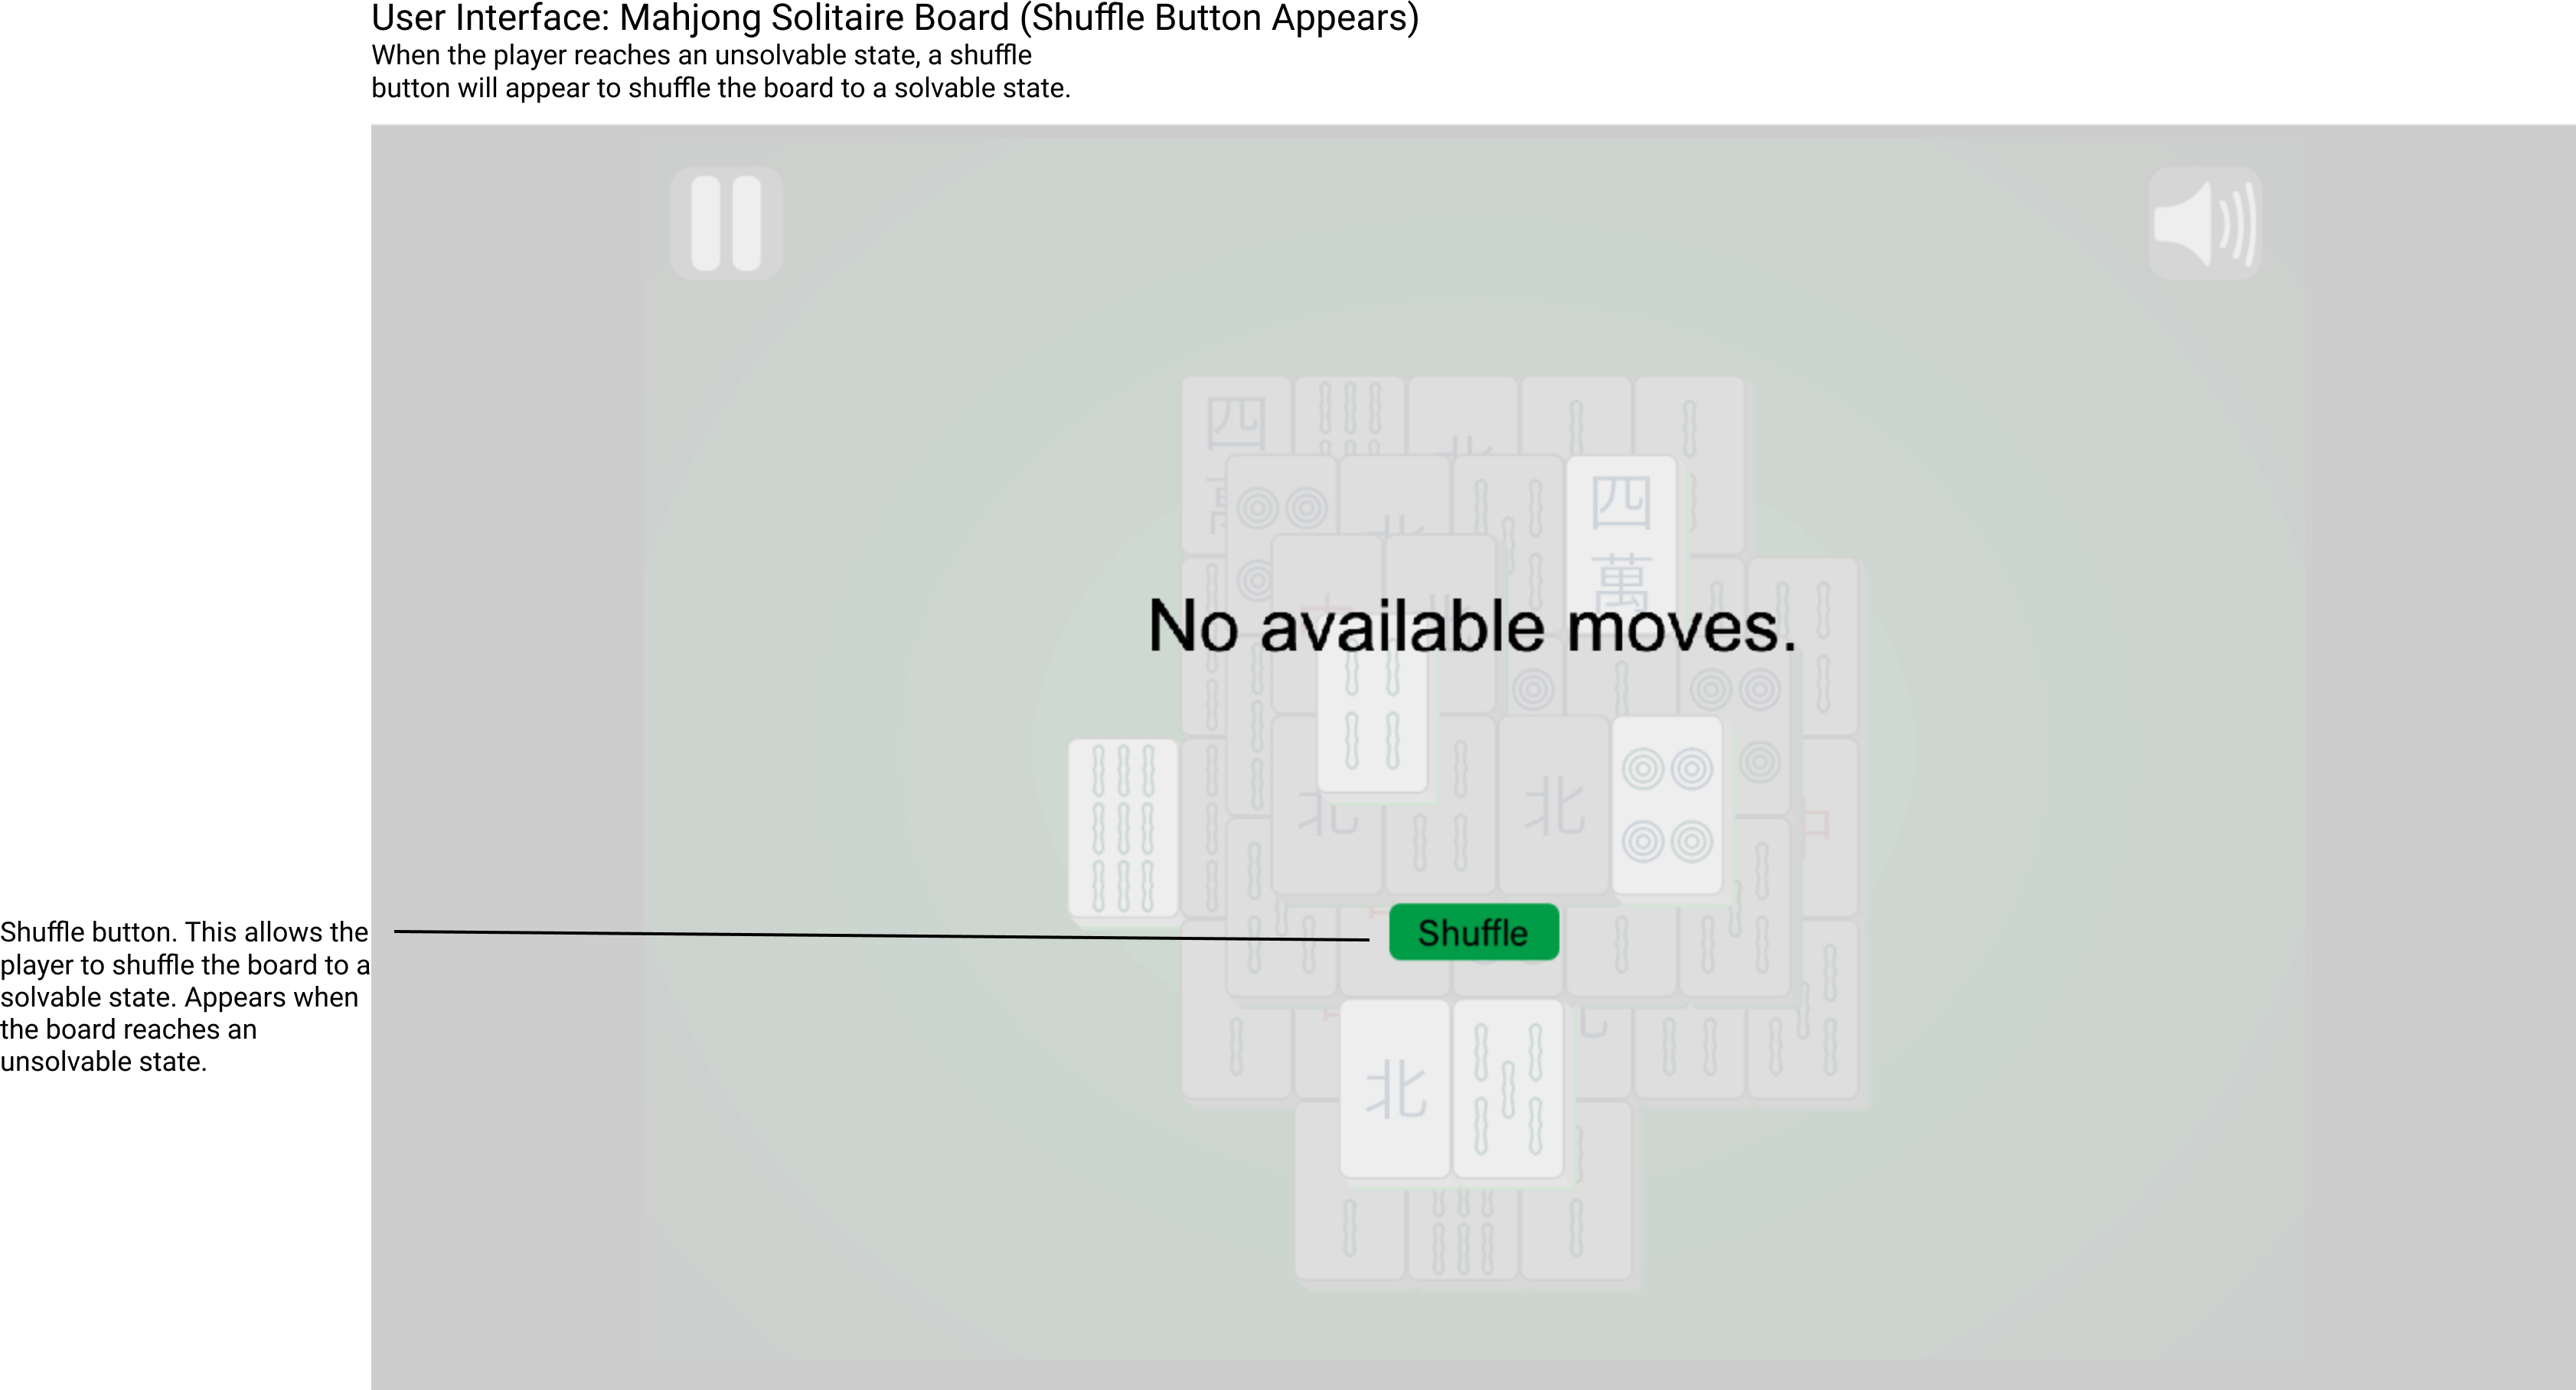 User Interface: Mahjong Solitaire Board (Shuffle Button Appears)
When the player reaches an unsolvable state, a shuffle
button will appear to shuffle the board to a solvable state.
四
四
萬
No available moves.
北
北
Shuffle
北
Shuffle button. This allows the
player to shuffle the board to a
solvable state. Appears when
the board reaches an
unsolvable state.